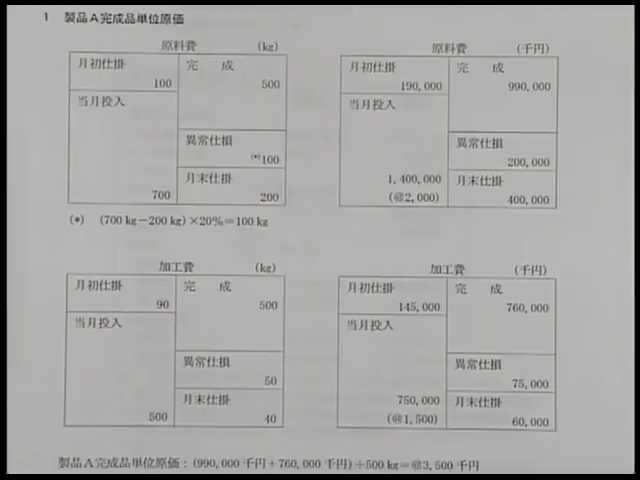 1 製品A完成品単位原価
原料費 (kg)
月初仕掛 完 成
100 500
当月投入
異常仕損
(*)100
月末仕掛
700 200
(*) (700 kg−200 kg)×20%=100 kg
原料費 (千円)
月初仕掛 完 成
190,000 990,000
当月投入
異常仕損
200,000
1,400,000 月末仕掛
(@2,000) 400,000
加工費 (kg)
月初仕掛 完 成
90 500
当月投入
異常仕損
50
月末仕掛
500 40
加工費 (千円)
月初仕掛 完 成
145,000 760,000
当月投入
異常仕損
75,000
750,000 月末仕掛
(@1,500) 60,000
製品A完成品単位原価:(990,000 千円+760,000 千円)÷500 kg=@3,500 千円